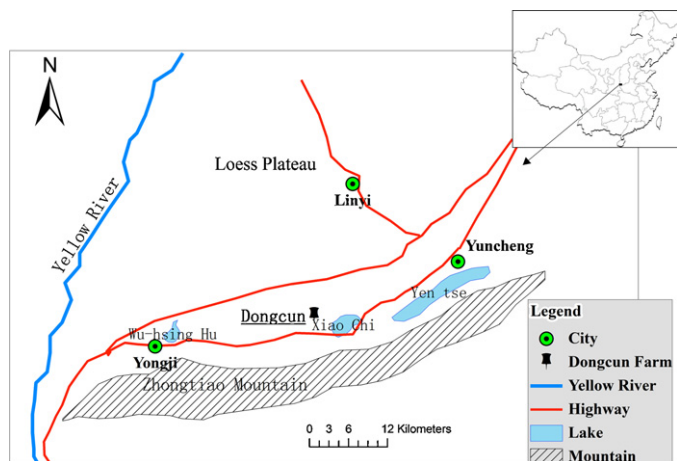 N
Yellow River
Loess Plateau
Linyi
Yuncheng
Yen tse
Dongcun
Xiao Chi
Wu-hsing Hu
Yongji
Zhongtiao Mountain
0 3 6 12 Kilometers
Legend
City
Dongcun Farm
Yellow River
Highway
Lake
Mountain